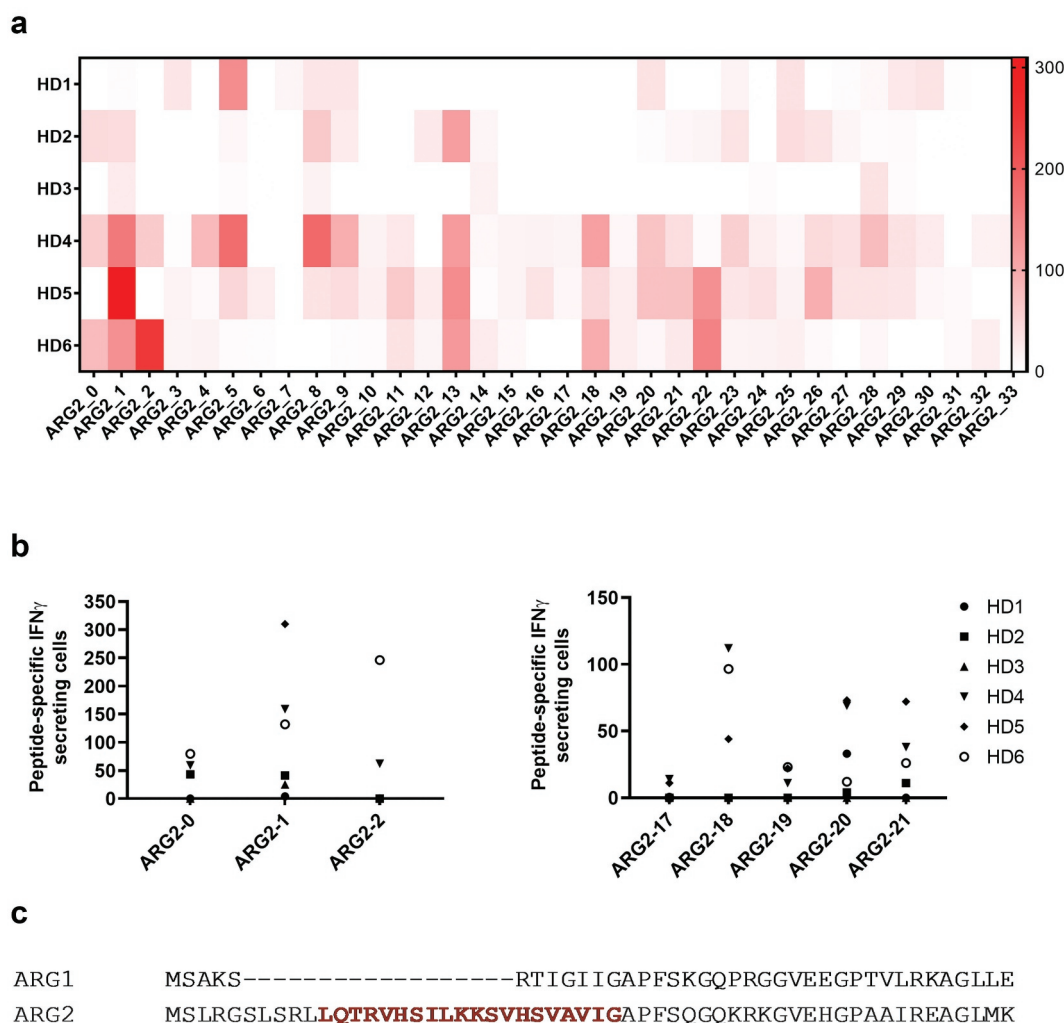 a
HD1
HD2
HD3
HD4
HD5
HD6
300
200
100
0
ARG2_0 ARG2_1 ARG2_2 ARG2_3 ARG2_4 ARG2_5 ARG2_6 ARG2_7 ARG2_8 ARG2_9 ARG2_10 ARG2_11 ARG2_12 ARG2_13 ARG2_14 ARG2_15 ARG2_16 ARG2_17 ARG2_18 ARG2_19 ARG2_20 ARG2_21 ARG2_22 ARG2_23 ARG2_24 ARG2_25 ARG2_26 ARG2_27 ARG2_28 ARG2_29 ARG2_30 ARG2_31 ARG2_32 ARG2_33
b
Peptide-specific IFNγ
secreting cells
350
300
250
200
150
100
50
0
ARG2-0 ARG2-1 ARG2-2
Peptide-specific IFNγ
secreting cells
150
100
50
0
ARG2-17 ARG2-18 ARG2-19 ARG2-20 ARG2-21
HD1
HD2
HD3
HD4
HD5
HD6
c
ARG1 MSAKS------------------RTIGIIGAPFSKGQPRGGVEEGPTVLRKAGLLE
ARG2 MSLRGSLSRLLQTRVHSILKKSVHSVAVIGAPFSQGQKRKGVEHGPAAIREAGLMK